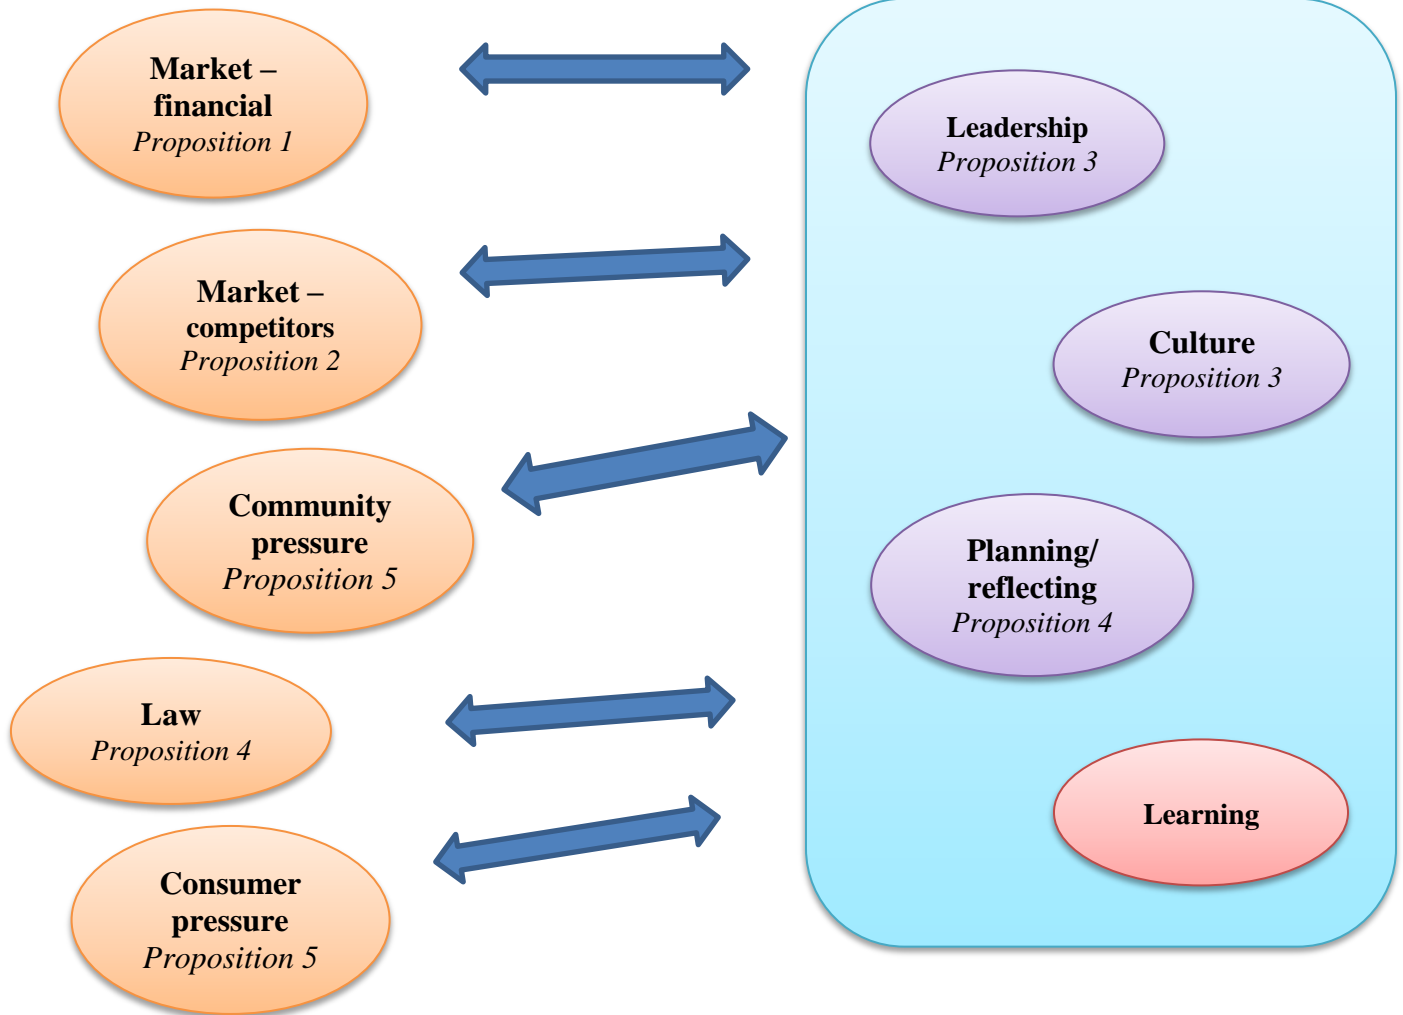 Market –
financial
Proposition 1
Market –
competitors
Proposition 2
Community
pressure
Proposition 5
Law
Proposition 4
Consumer
pressure
Proposition 5
Leadership
Proposition 3
Culture
Proposition 3
Planning/
reflecting
Proposition 4
Learning